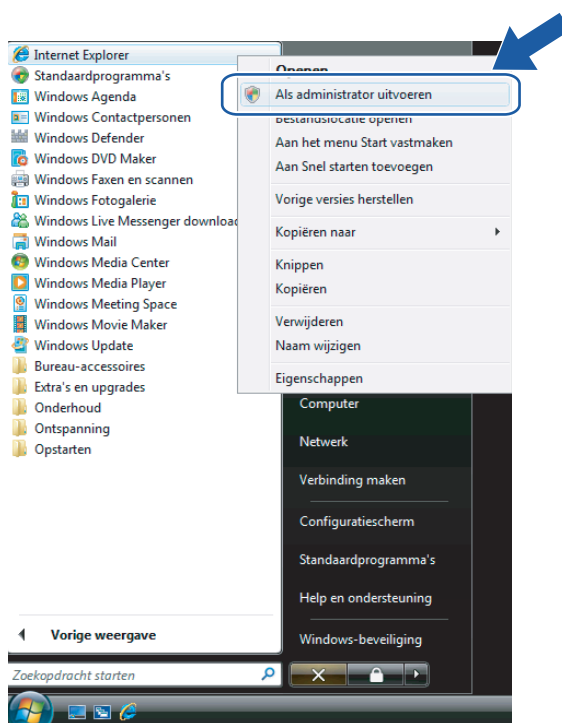 Internet Explorer
Standaardprogramma's
Windows Agenda
Windows Contactpersonen
Windows Defender
Windows DVD Maker
Windows Faxen en scannen
Windows Fotogalerie
Windows Live Messenger download
Windows Mail
Windows Media Center
Windows Media Player
Windows Meeting Space
Windows Movie Maker
Windows Update
Bureau-accessoires
Extra's en upgrades
Onderhoud
Ontspanning
Opstarten
Vorige weergave
Zoekopdracht starten
Openen
Als administrator uitvoeren
Bestandslocatie openen
Aan het menu Start vastmaken
Aan Snel starten toevoegen
Vorige versies herstellen
Kopiëren naar
Knippen
Kopiëren
Verwijderen
Naam wijzigen
Eigenschappen
Computer
Netwerk
Verbinding maken
Configuratiescherm
Standaardprogramma's
Help en ondersteuning
Windows-beveiliging